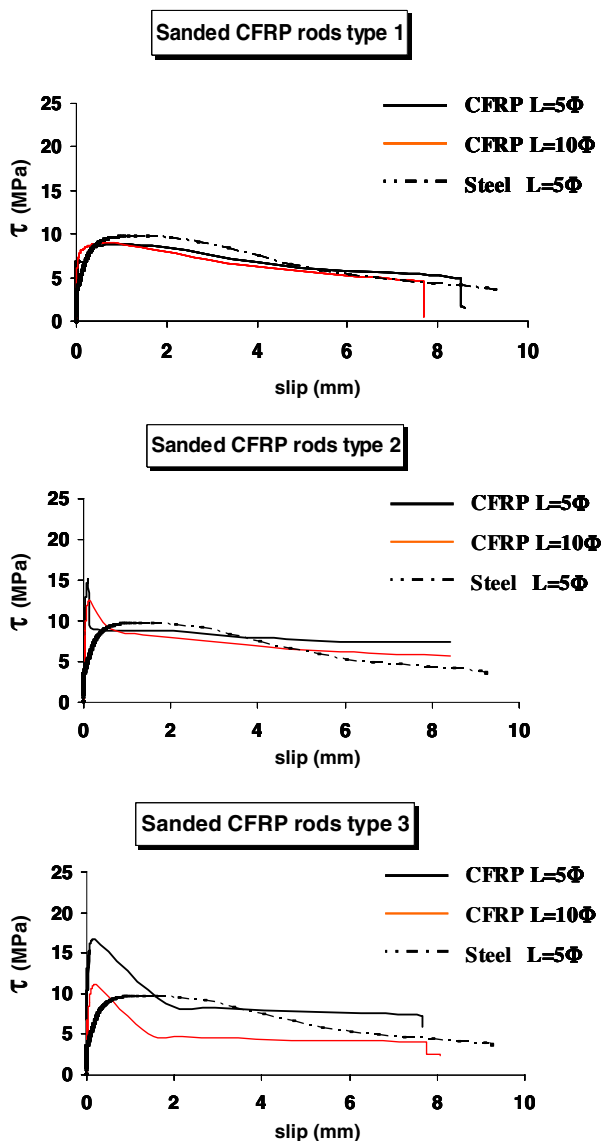 Sanded CFRP rods type 1
25
20
15
10
5
0
τ (MPa)
CFRP L=5Φ
CFRP L=10Φ
Steel L=5Φ
0 2 4 6 8 10
slip (mm)
Sanded CFRP rods type 2
25
20
15
10
5
0
τ (MPa)
CFRP L=5Φ
CFRP L=10Φ
Steel L=5Φ
0 2 4 6 8 10
slip (mm)
Sanded CFRP rods type 3
25
20
15
10
5
0
τ (MPa)
CFRP L=5Φ
CFRP L=10Φ
Steel L=5Φ
0 2 4 6 8 10
slip (mm)